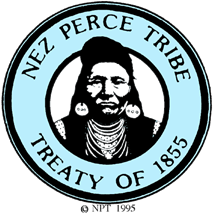 NEZ PERCE TRIBE
TREATY OF 1855
© NPT 1995